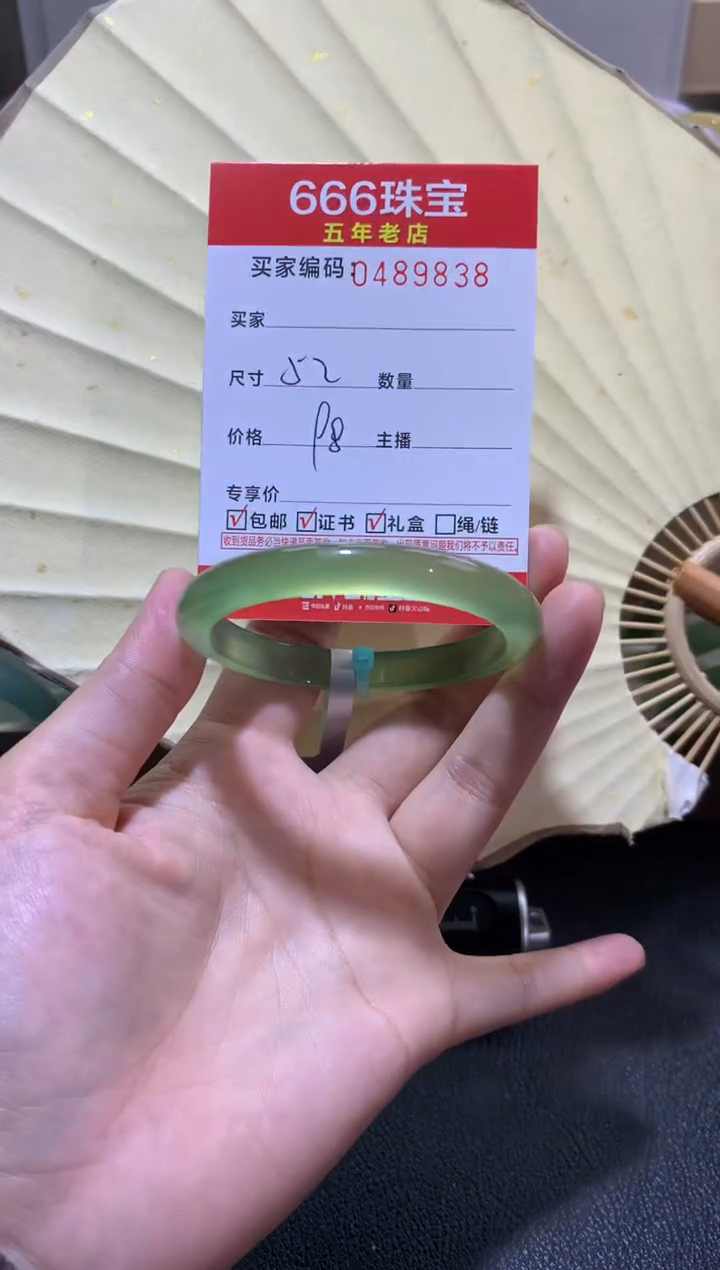 666珠宝
五年老店
买家编码:0489838
买家
尺寸 52 数量
价格 98 主播
专享价
包邮 证书 礼盒 绳/链